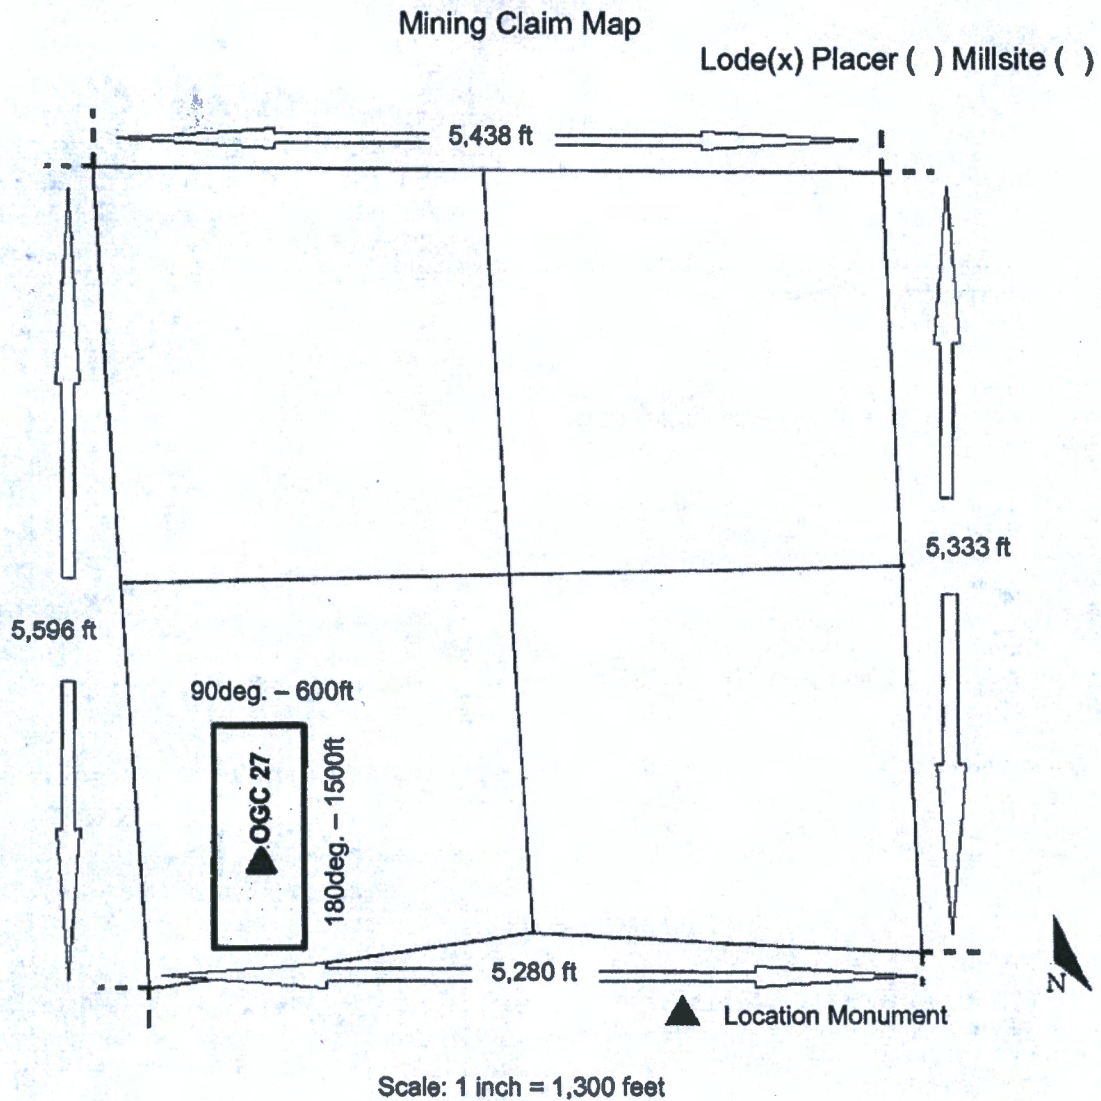 Mining Claim Map
Lode(x) Placer ( ) Millsite ( )
5,438 ft
5,333 ft
5,596 ft
90deg. – 600ft
OGC 27
180deg. – 1500ft
5,280 ft
N
Location Monument
Scale: 1 inch = 1,300 feet